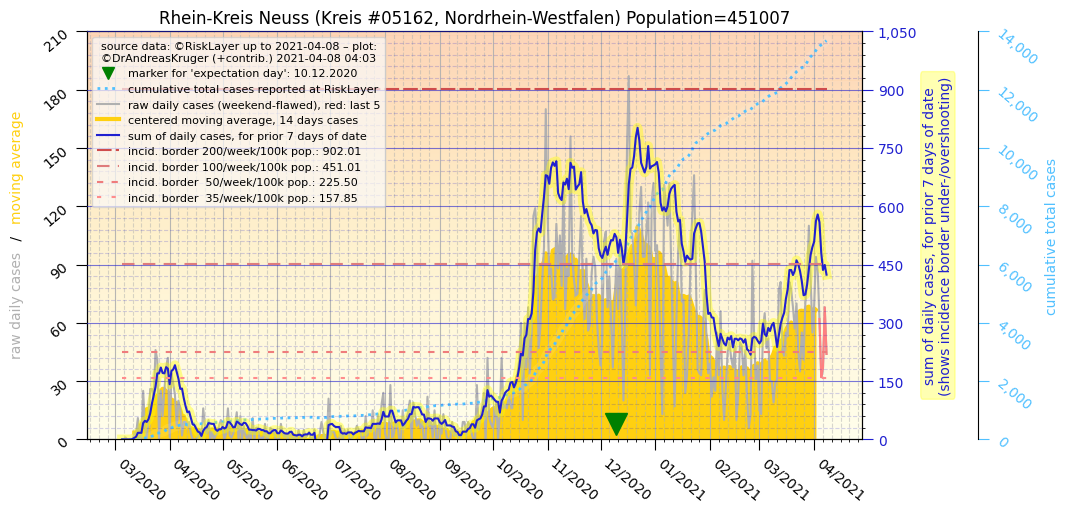 Rhein-Kreis Neuss (Kreis #05162, Nordrhein-Westfalen) Population=451007
source data: ©RiskLayer up to 2021-04-08 – plot:
©DrAndreasKruger (+contrib.) 2021-04-08 04:03
marker for 'expectation day': 10.12.2020
cumulative total cases reported at RiskLayer
raw daily cases (weekend-flawed), red: last 5
centered moving average, 14 days cases
sum of daily cases, for prior 7 days of date
incid. border 200/week/100k pop.: 902.01
incid. border 100/week/100k pop.: 451.01
incid. border  50/week/100k pop.: 225.50
incid. border  35/week/100k pop.: 157.85
raw daily cases  /  moving average
210
180
150
120
90
60
30
0
03/2020
04/2020
05/2020
06/2020
07/2020
08/2020
09/2020
10/2020
11/2020
12/2020
01/2021
02/2021
03/2021
04/2021
1,050
900
750
600
450
300
150
0
sum of daily cases, for prior 7 days of date
(shows incidence border under-/overshooting)
14,000
12,000
10,000
8,000
6,000
4,000
2,000
0
cumulative total cases